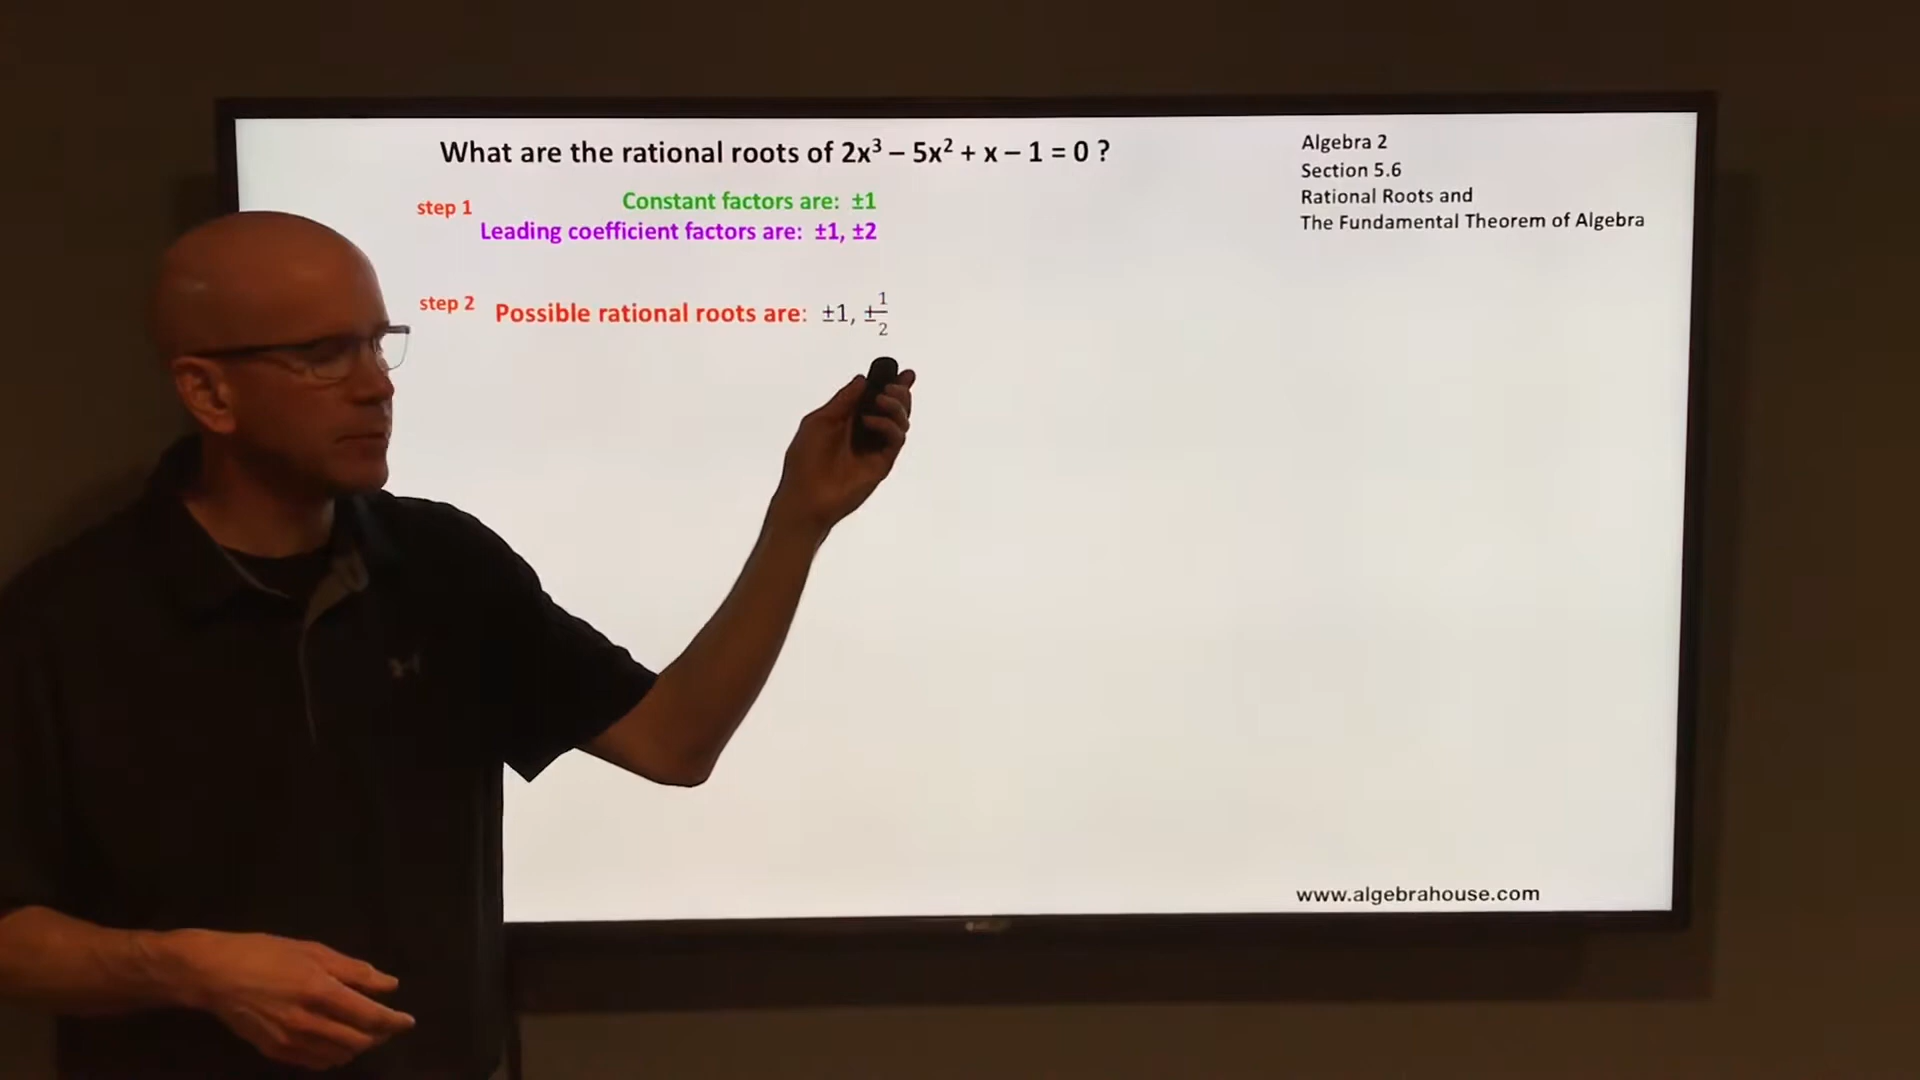 What are the rational roots of 2x³ – 5x² + x – 1 = 0 ?
step 1
Constant factors are: ±1
Leading coefficient factors are: ±1, ±2
step 2
Possible rational roots are: ±1, ±1/2
Algebra 2
Section 5.6
Rational Roots and
The Fundamental Theorem of Algebra
www.algebrahouse.com